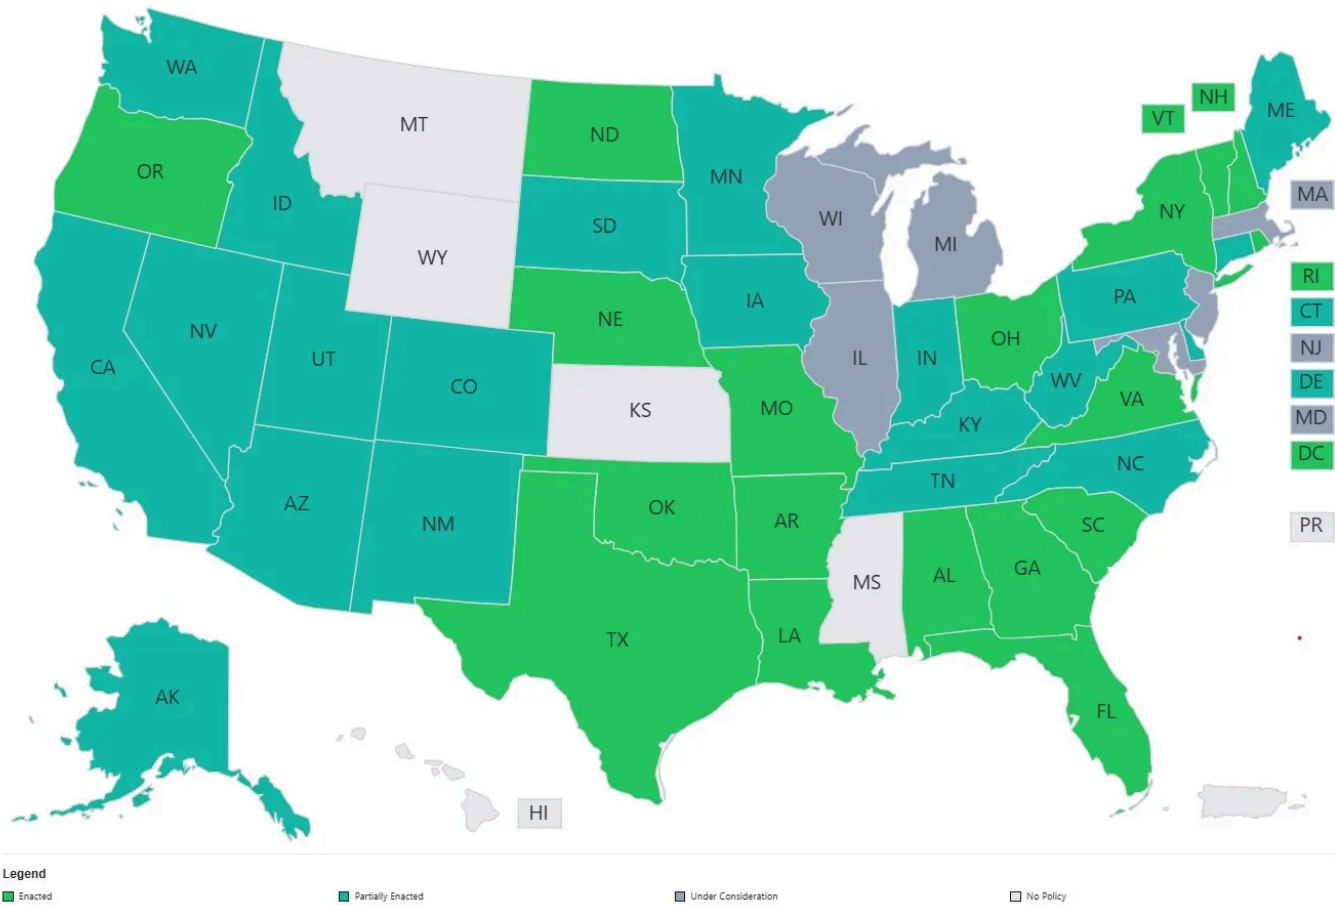 WA
MT
ND
MN
OR
ID
SD
WI
MI
VT
NH
ME
MA
NY
WY
NE
IA
PA
RI
CT
NJ
DE
MD
DC
PR
NV
UT
CO
CA
KS
MO
IL
IN
OH
WV
VA
KY
NC
TN
AZ
NM
OK
AR
SC
MS
AL
GA
TX
LA
FL
AK
HI
Legend
Enacted
Partially Enacted
Under Consideration
No Policy